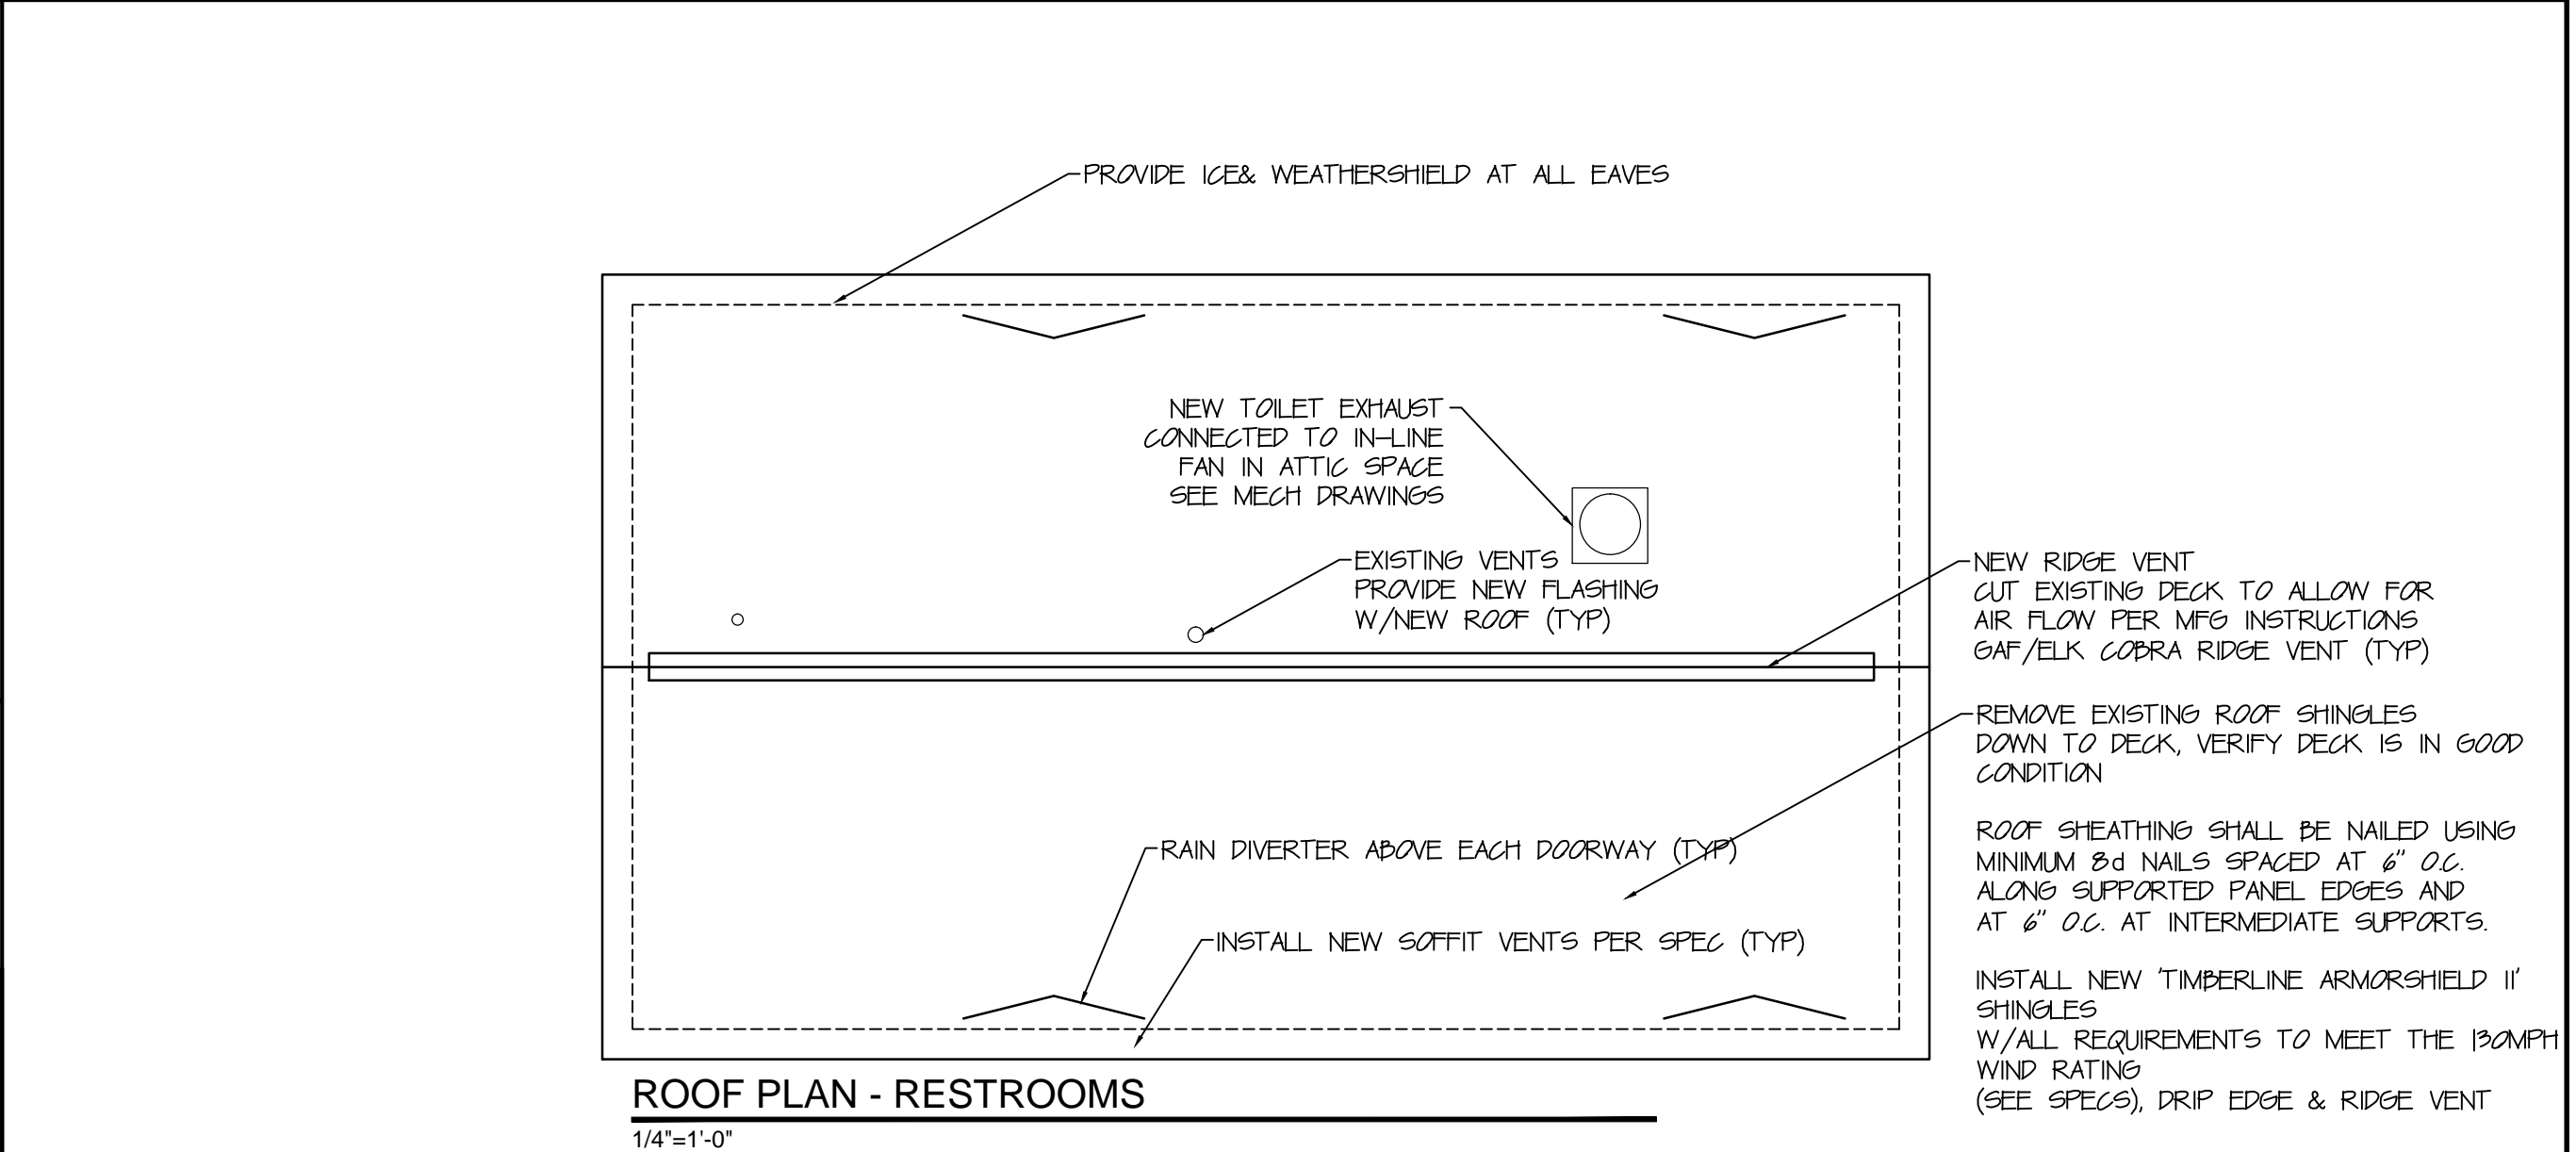 PROVIDE ICE& WEATHERSHIELD AT ALL EAVES
NEW TOILET EXHAUST
CONNECTED TO IN-LINE
FAN IN ATTIC SPACE
SEE MECH DRAWINGS
EXISTING VENTS
PROVIDE NEW FLASHING
W/NEW ROOF (TYP)
NEW RIDGE VENT
CUT EXISTING DECK TO ALLOW FOR
AIR FLOW PER MFG INSTRUCTIONS
GAF/ELK COBRA RIDGE VENT (TYP)
REMOVE EXISTING ROOF SHINGLES
DOWN TO DECK, VERIFY DECK IS IN GOOD
CONDITION
ROOF SHEATHING SHALL BE NAILED USING
MINIMUM 8d NAILS SPACED AT 6" O.C.
ALONG SUPPORTED PANEL EDGES AND
AT 6" O.C. AT INTERMEDIATE SUPPORTS.
INSTALL NEW 'TIMBERLINE ARMORSHIELD II'
SHINGLES
W/ALL REQUIREMENTS TO MEET THE 130MPH
WIND RATING
(SEE SPECS), DRIP EDGE & RIDGE VENT
RAIN DIVERTER ABOVE EACH DOORWAY (TYP)
INSTALL NEW SOFFIT VENTS PER SPEC (TYP)
ROOF PLAN - RESTROOMS
1/4"=1'-0"